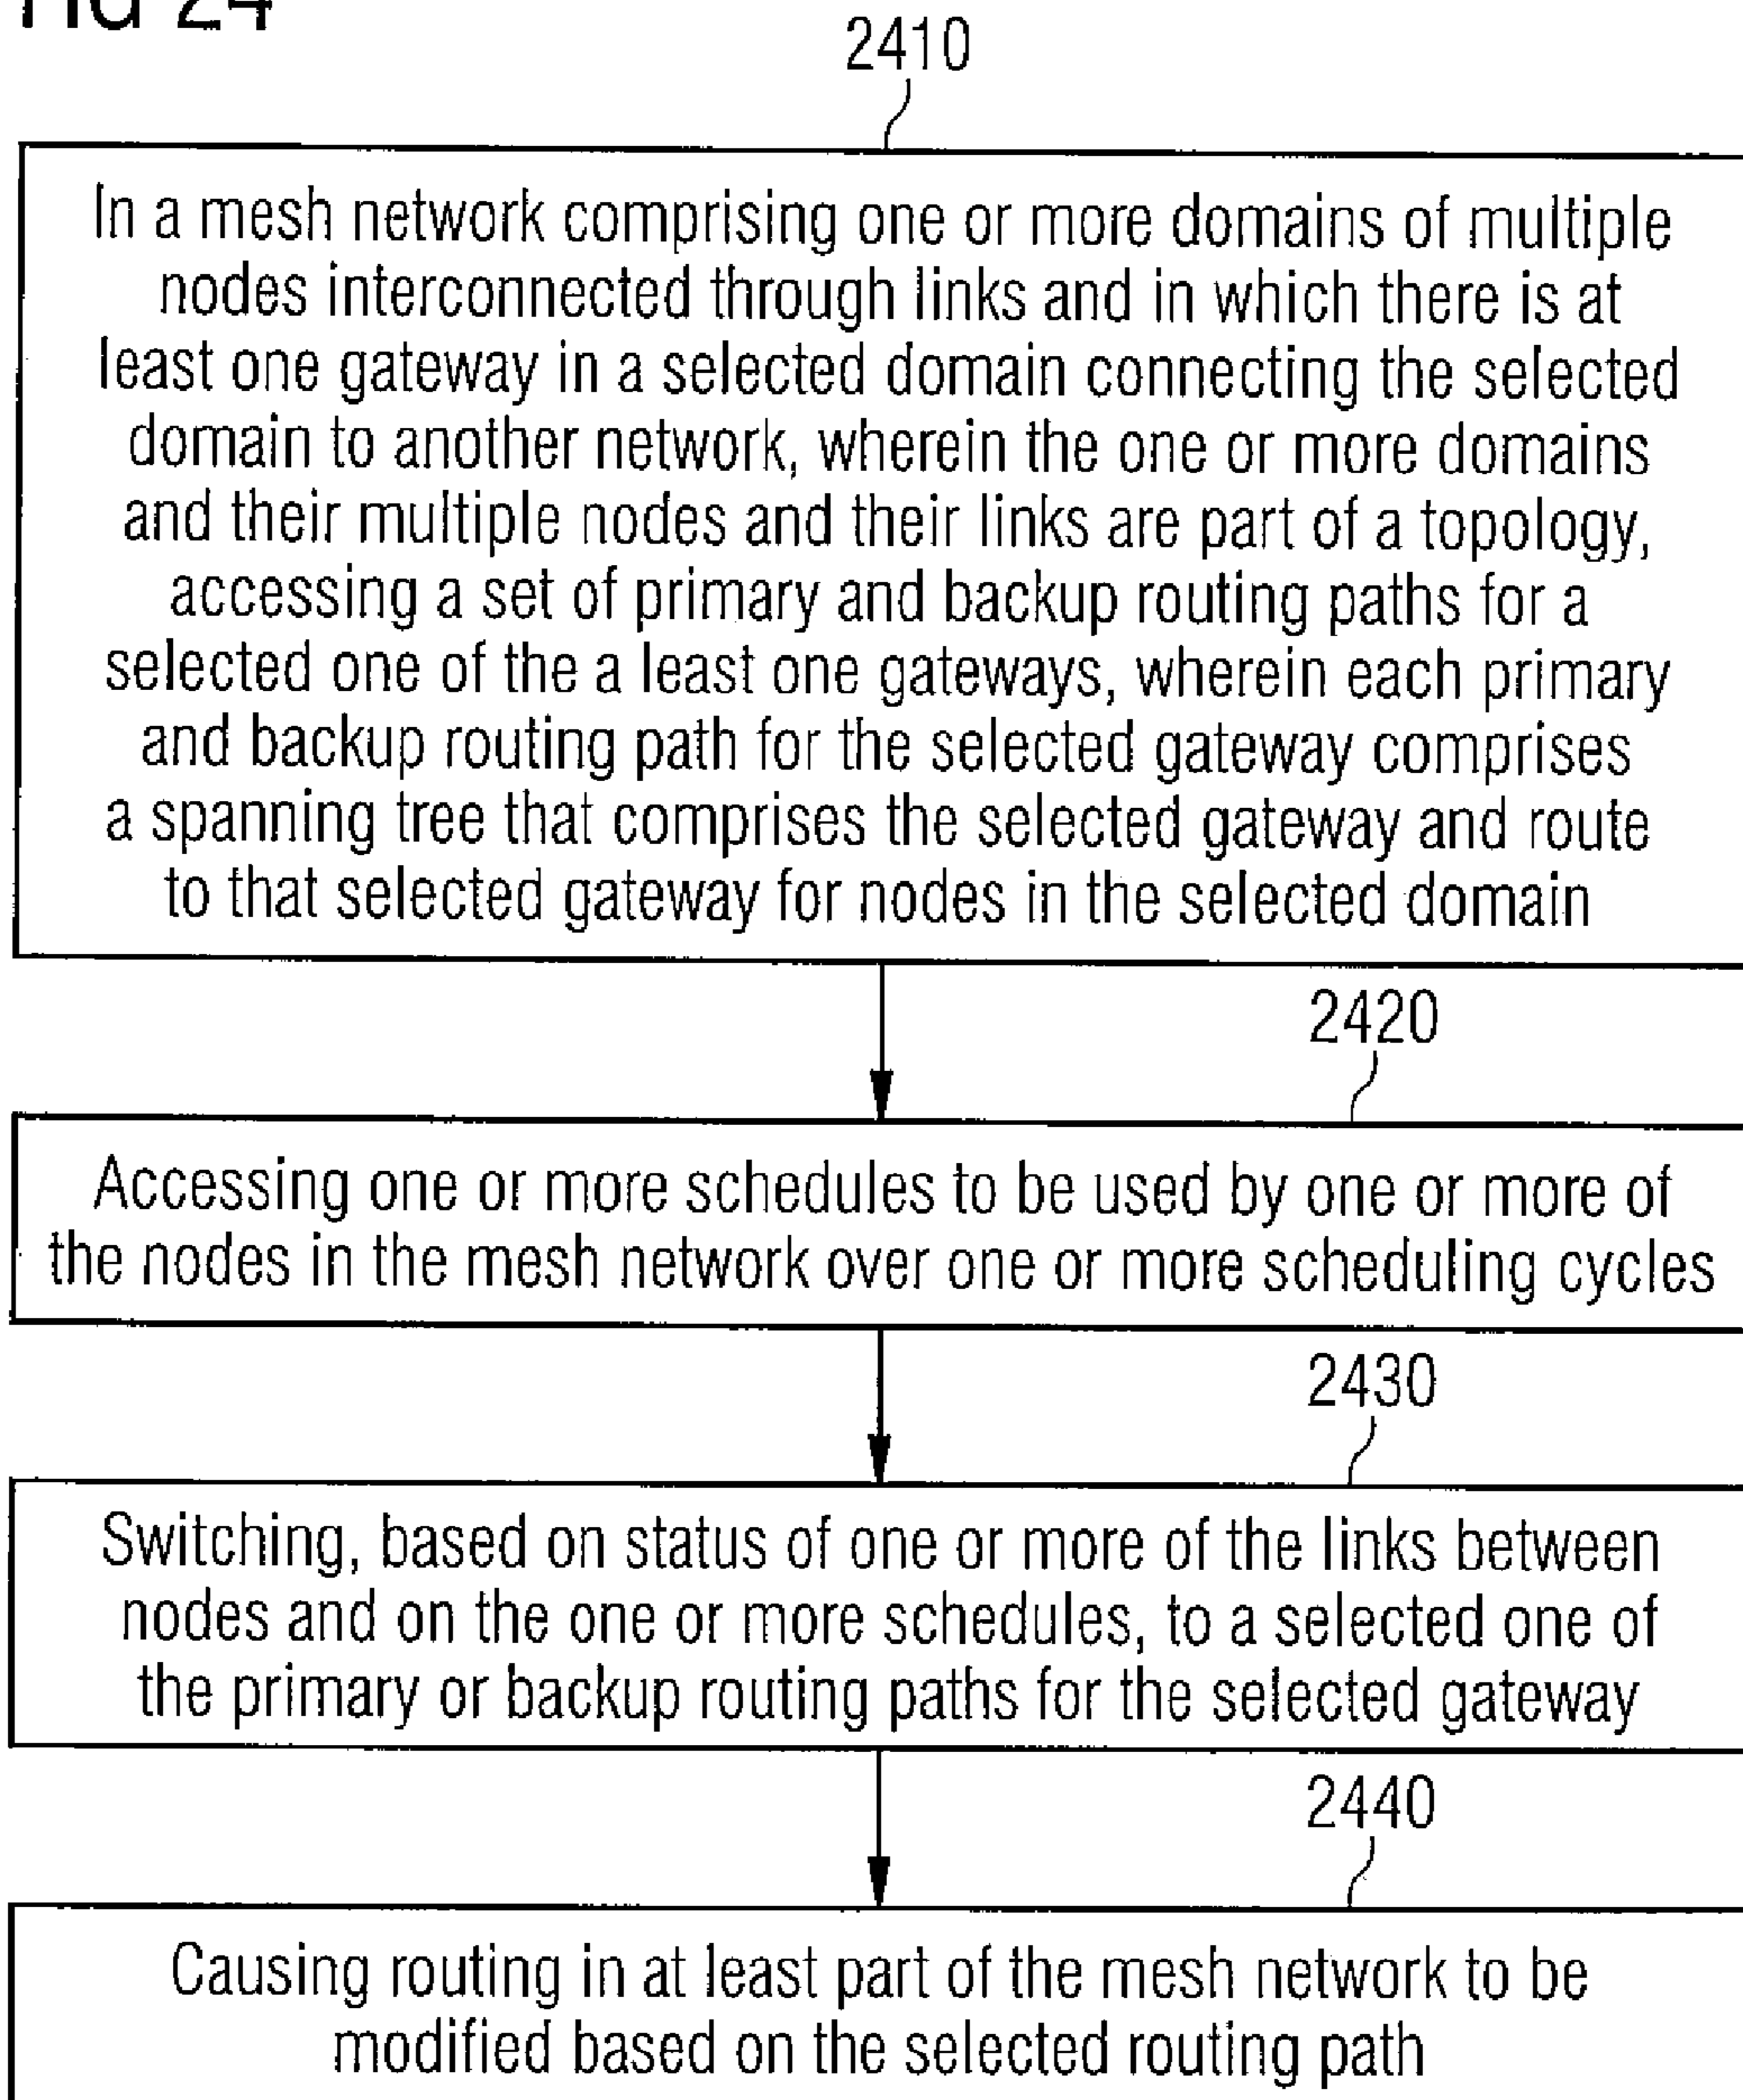 FIG 24
2410
In a mesh network comprising one or more domains of multiple
nodes interconnected through links and in which there is at
least one gateway in a selected domain connecting the selected
domain to another network, wherein the one or more domains
and their multiple nodes and their links are part of a topology,
accessing a set of primary and backup routing paths for a
selected one of the a least one gateways, wherein each primary
and backup routing path for the selected gateway comprises
a spanning tree that comprises the selected gateway and route
to that selected gateway for nodes in the selected domain
2420
Accessing one or more schedules to be used by one or more of
the nodes in the mesh network over one or more scheduling cycles
2430
Switching, based on status of one or more of the links between
nodes and on the one or more schedules, to a selected one of
the primary or backup routing paths for the selected gateway
2440
Causing routing in at least part of the mesh network to be
modified based on the selected routing path